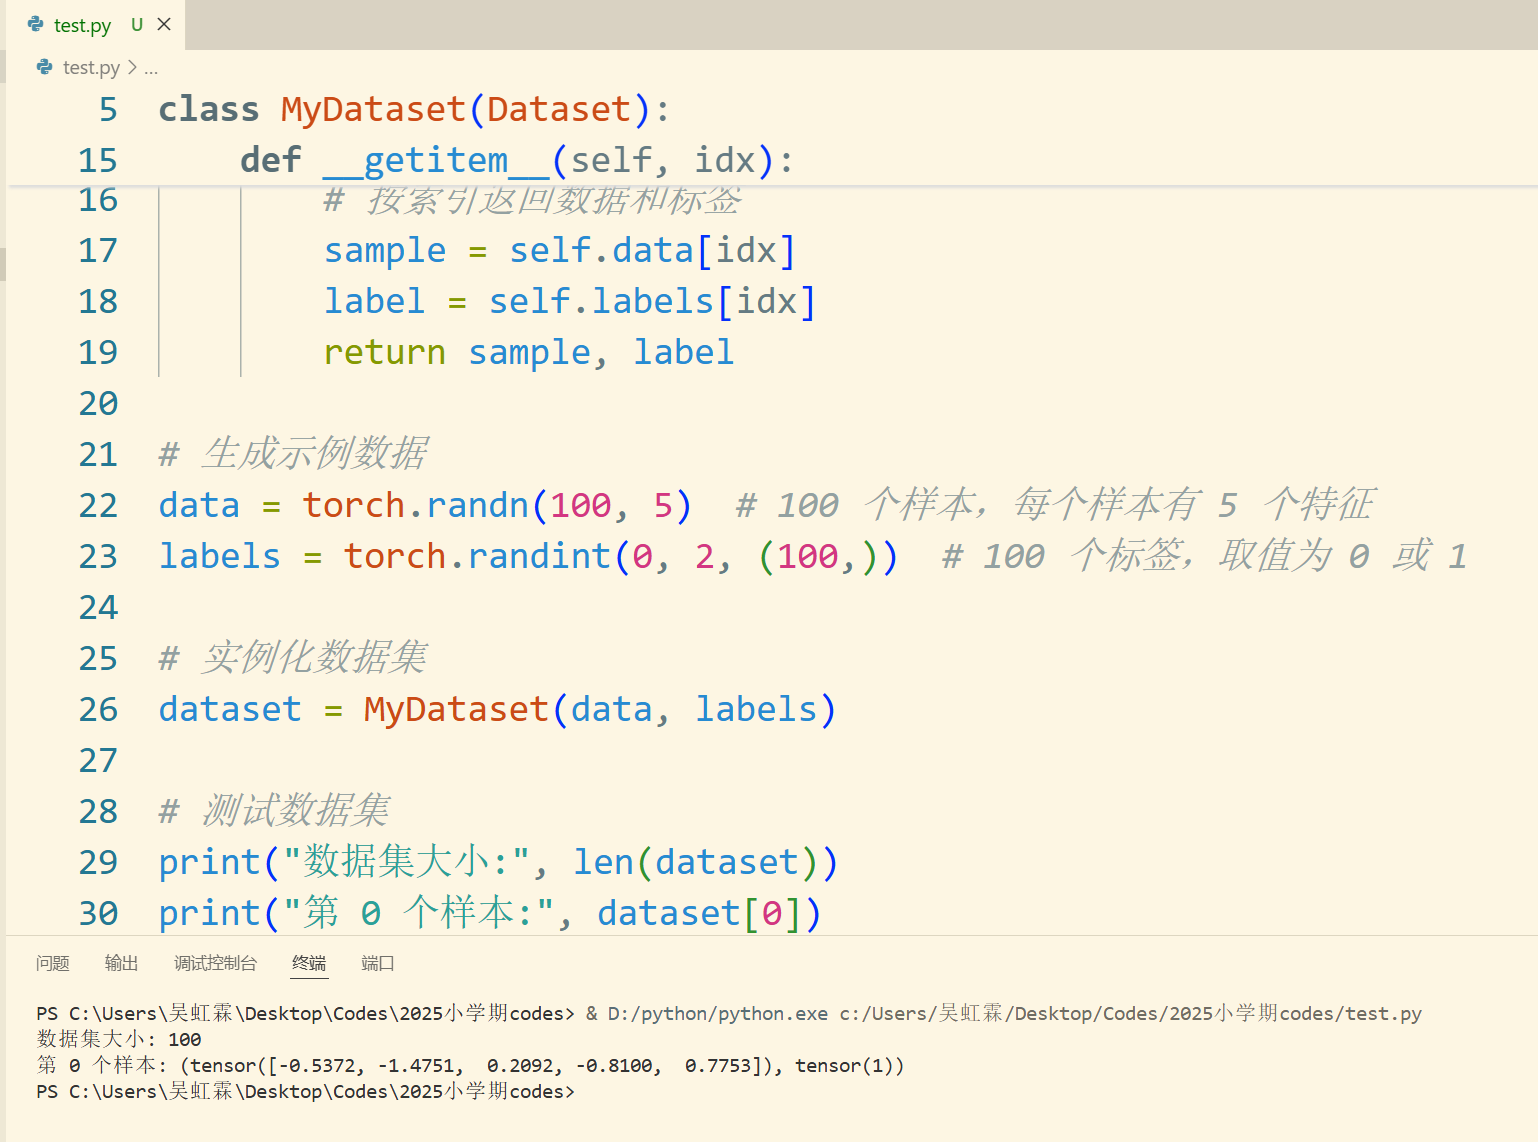 test.py U ×
test.py > ...
5 class MyDataset(Dataset):
15     def __getitem__(self, idx):
16         # 按索引返回数据和标签
17         sample = self.data[idx]
18         label = self.labels[idx]
19         return sample, label
20
21 # 生成示例数据
22 data = torch.randn(100, 5)  # 100 个样本，每个样本有 5 个特征
23 labels = torch.randint(0, 2, (100,))  # 100 个标签，取值为 0 或 1
24
25 # 实例化数据集
26 dataset = MyDataset(data, labels)
27
28 # 测试数据集
29 print("数据集大小:", len(dataset))
30 print("第 0 个样本:", dataset[0])
问题 输出 调试控制台 终端 端口
PS C:\Users\吴虹霖\Desktop\Codes\2025小学期codes> & D:/python/python.exe c:/Users/吴虹霖/Desktop/Codes/2025小学期codes/test.py
数据集大小: 100
第 0 个样本: (tensor([-0.5372, -1.4751,  0.2092, -0.8100,  0.7753]), tensor(1))
PS C:\Users\吴虹霖\Desktop\Codes\2025小学期codes>